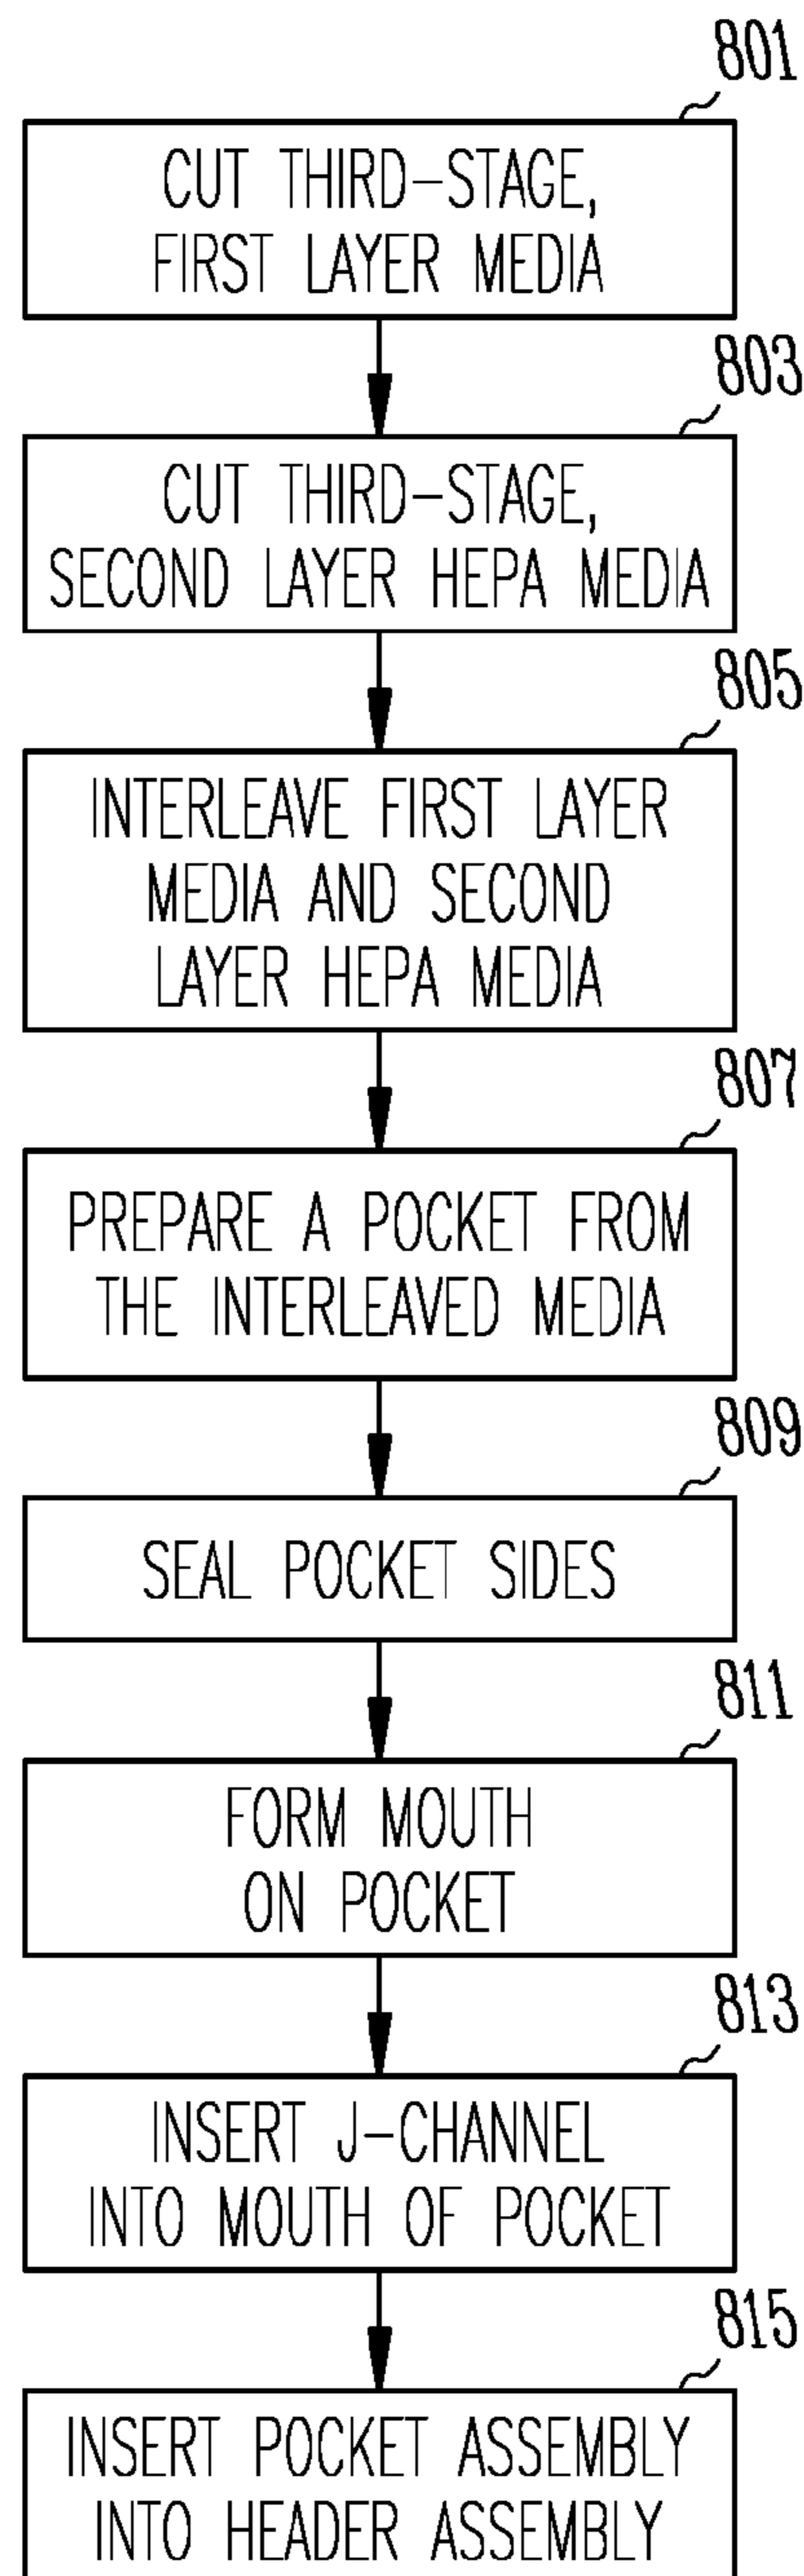 801
CUT THIRD-STAGE,
FIRST LAYER MEDIA
803
CUT THIRD-STAGE,
SECOND LAYER HEPA MEDIA
805
INTERLEAVE FIRST LAYER
MEDIA AND SECOND
LAYER HEPA MEDIA
807
PREPARE A POCKET FROM
THE INTERLEAVED MEDIA
809
SEAL POCKET SIDES
811
FORM MOUTH
ON POCKET
813
INSERT J-CHANNEL
INTO MOUTH OF POCKET
815
INSERT POCKET ASSEMBLY
INTO HEADER ASSEMBLY